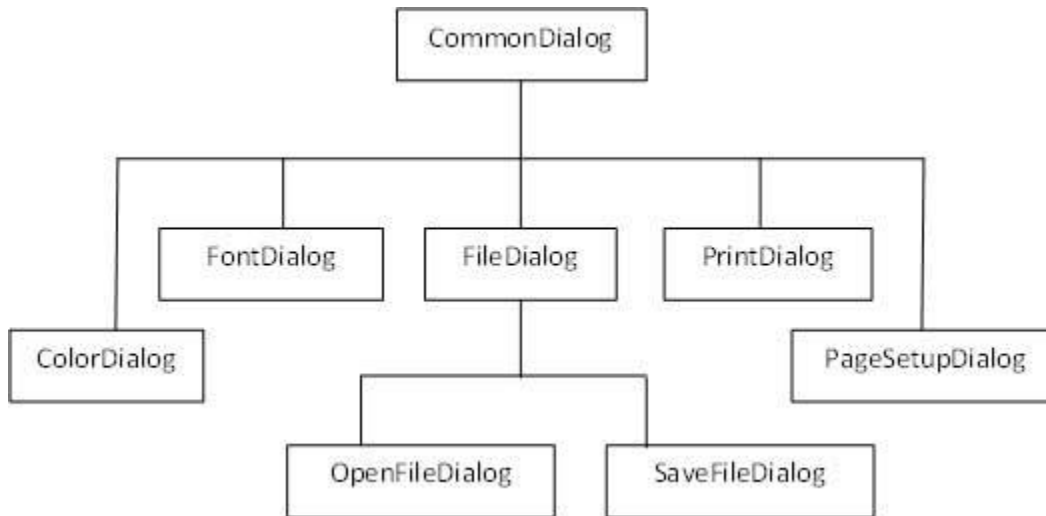 CommonDialog
FontDialog
FileDialog
PrintDialog
ColorDialog
PageSetupDialog
OpenFileDialog
SaveFileDialog